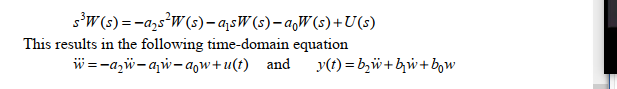 s³W(s) = −a₂s²W(s) − a₁sW(s) − a₀W(s) + U(s)
This results in the following time-domain equation
w⃛ = −a₂ẅ − a₁ẇ − a₀w + u(t) and y(t) = b₂ẅ + b₁ẇ + b₀w